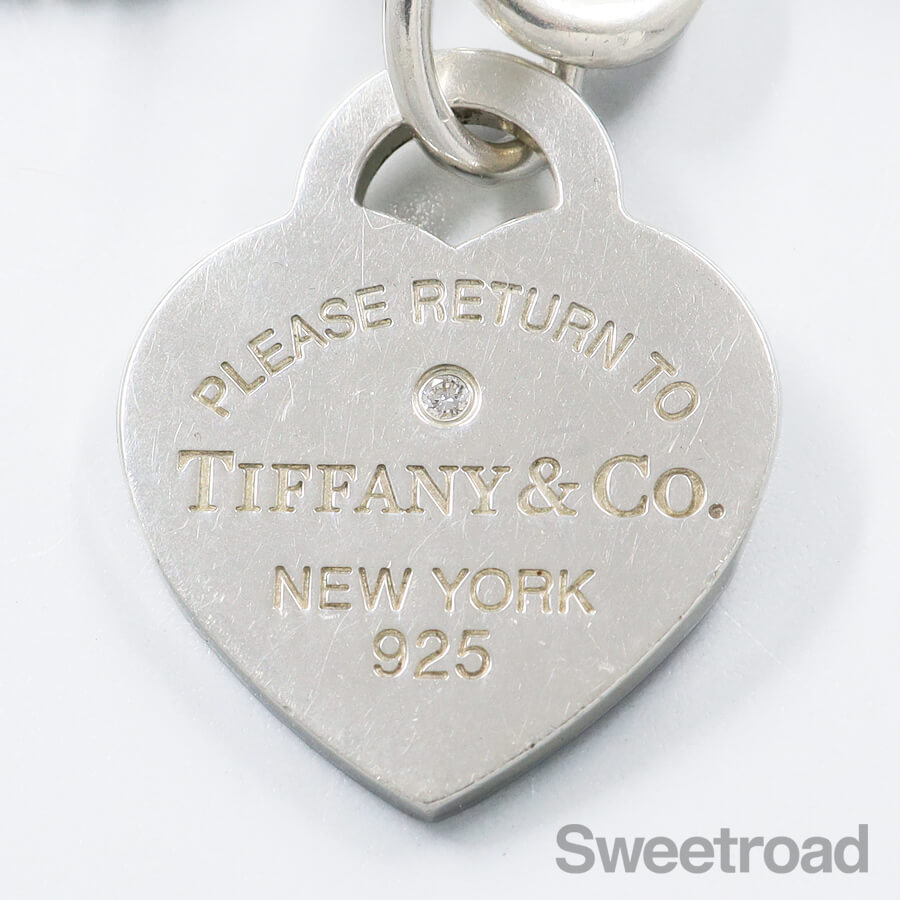 PLEASE RETURN TO
TIFFANY & CO.
NEW YORK
925
Sweetroad